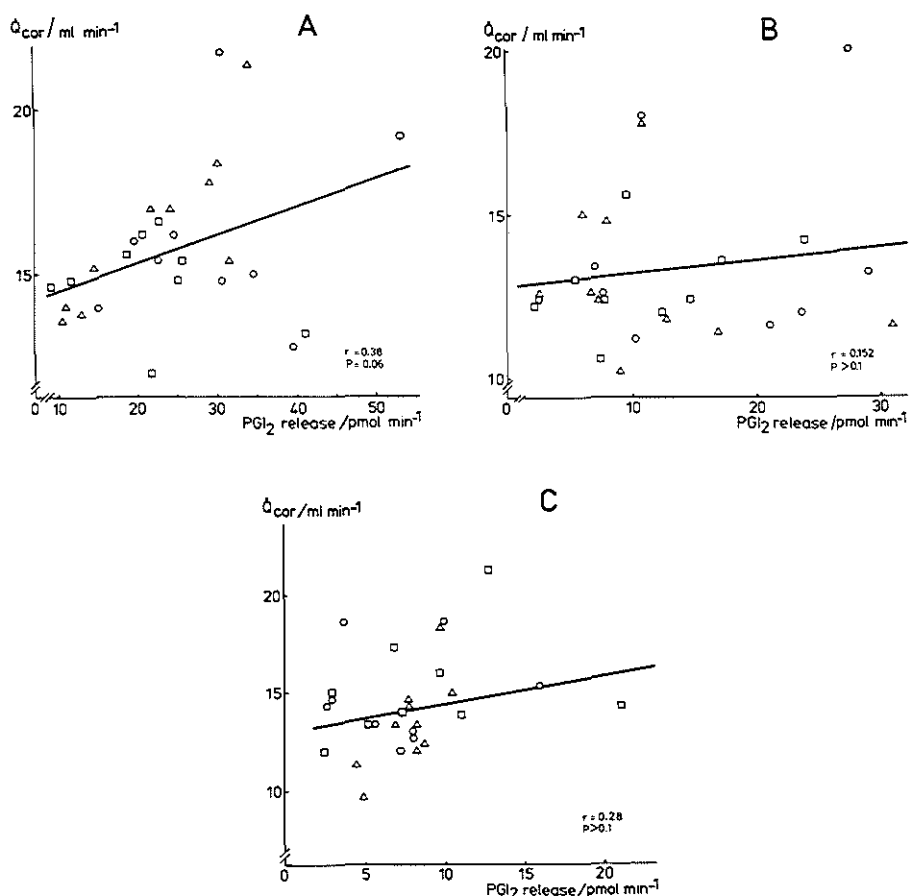 A
Q̇cor / ml min⁻¹
20
15
r = 0.38
P = 0.06
0 10 20 30 40 50
PGI₂ release / pmol min⁻¹
B
Q̇cor / ml min⁻¹
20
15
10
r = 0.152
P > 0.1
0 10 20 30
PGI₂ release / pmol min⁻¹
C
Q̇cor / ml min⁻¹
20
15
10
r = 0.28
P > 0.1
0 5 10 15 20
PGI₂ release / pmol min⁻¹